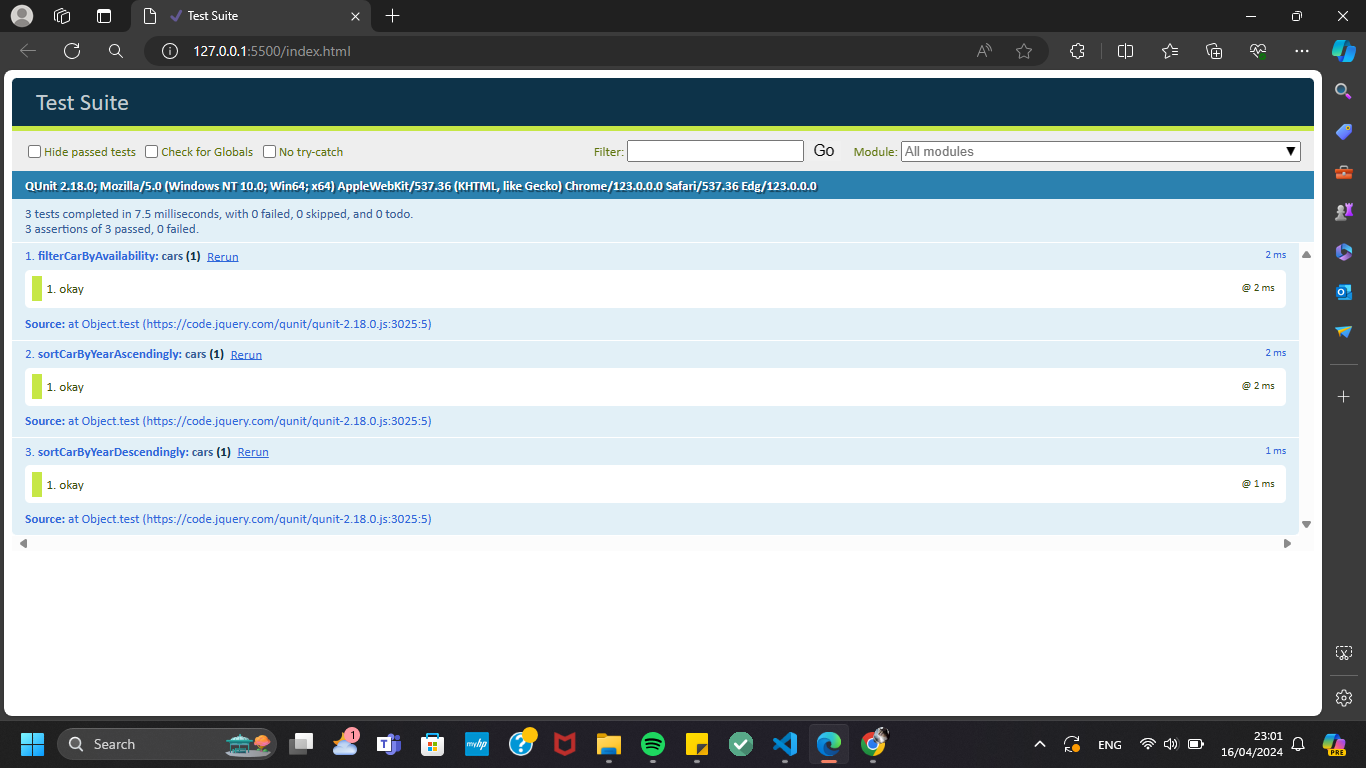 Test Suite
127.0.0.1:5500/index.html
Test Suite
Hide passed tests Check for Globals No try-catch Filter: Go Module: All modules ▼
QUnit 2.18.0; Mozilla/5.0 (Windows NT 10.0; Win64; x64) AppleWebKit/537.36 (KHTML, like Gecko) Chrome/123.0.0.0 Safari/537.36 Edg/123.0.0.0
3 tests completed in 7.5 milliseconds, with 0 failed, 0 skipped, and 0 todo.
3 assertions of 3 passed, 0 failed.
1. filterCarByAvailability: cars (1) Rerun 2 ms
1. okay @ 2 ms
Source: at Object.test (https://code.jquery.com/qunit/qunit-2.18.0.js:3025:5)
2. sortCarByYearAscendingly: cars (1) Rerun 2 ms
1. okay @ 2 ms
Source: at Object.test (https://code.jquery.com/qunit/qunit-2.18.0.js:3025:5)
3. sortCarByYearDescendingly: cars (1) Rerun 1 ms
1. okay @ 1 ms
Source: at Object.test (https://code.jquery.com/qunit/qunit-2.18.0.js:3025:5)
Search 1 myhp ENG 23:01
16/04/2024 PRE